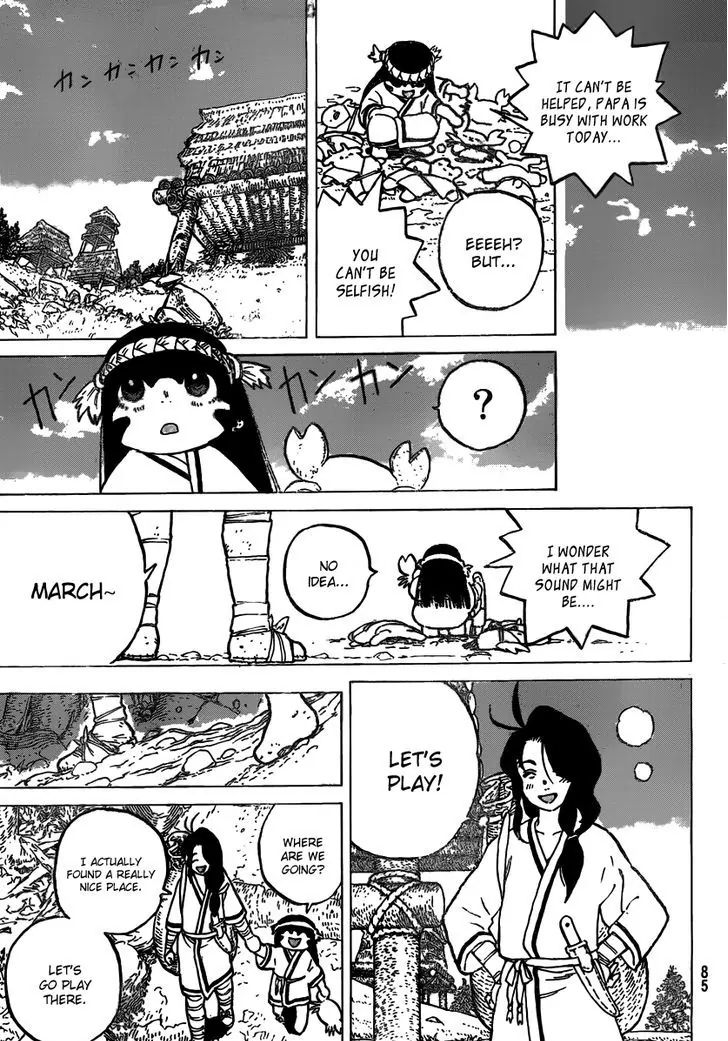 IT CAN'T BE
HELPED, PAPA IS
BUSY WITH WORK
TODAY...
EEEEH?
BUT...
YOU
CAN'T BE
SELFISH!
カン カン カン カン
?
カン
カン
I WONDER
WHAT THAT
SOUND MIGHT
BE....
NO
IDEA...
MARCH~
LET'S
PLAY!
WHERE
ARE WE
GOING?
I ACTUALLY
FOUND A REALLY
NICE PLACE.
LET'S
GO PLAY
THERE.
85